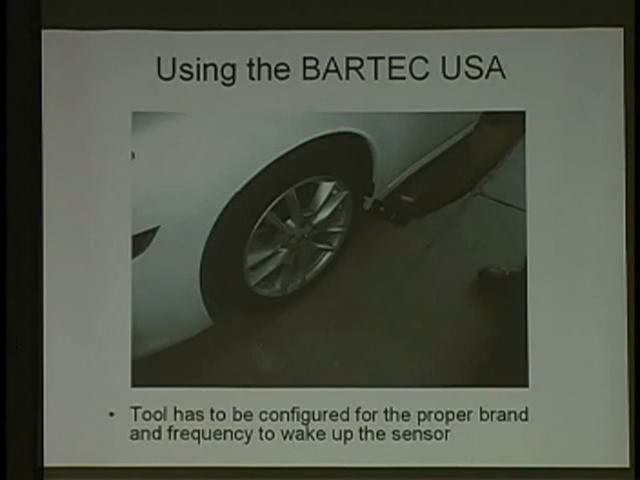 Using the BARTEC USA
• Tool has to be configured for the proper brand
and frequency to wake up the sensor